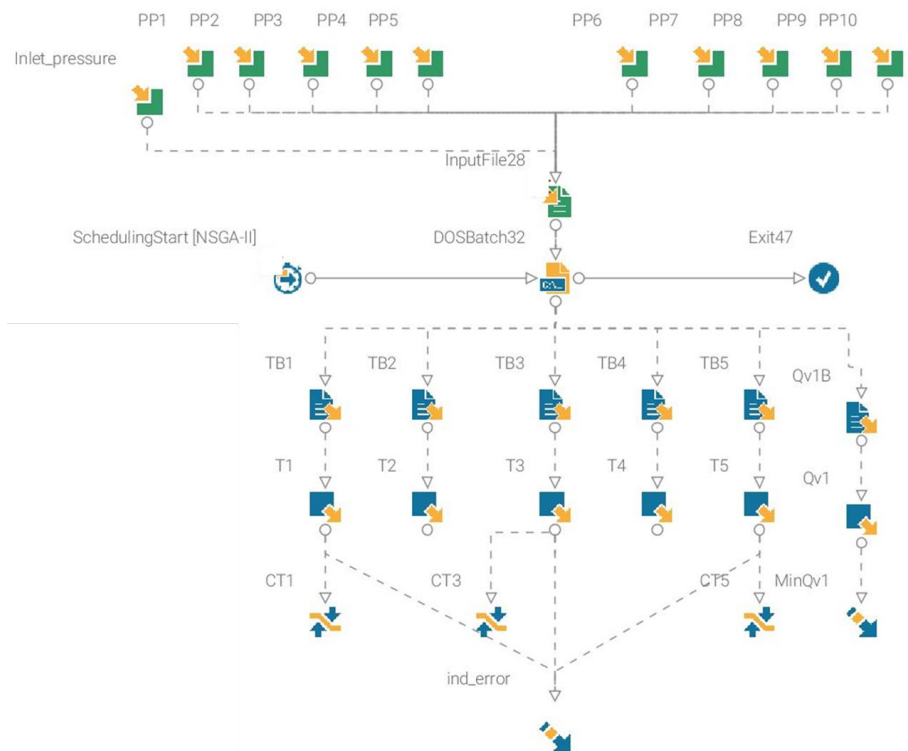 PP1 PP2 PP3 PP4 PP5 PP6 PP7 PP8 PP9 PP10
Inlet_pressure
InputFile28
SchedulingStart [NSGA-II] DOSBatch32 Exit47
TB1 TB2 TB3 TB4 TB5 Qv1B
T1 T2 T3 T4 T5 Qv1
CT1 CT3 CT5 MinQv1
ind_error